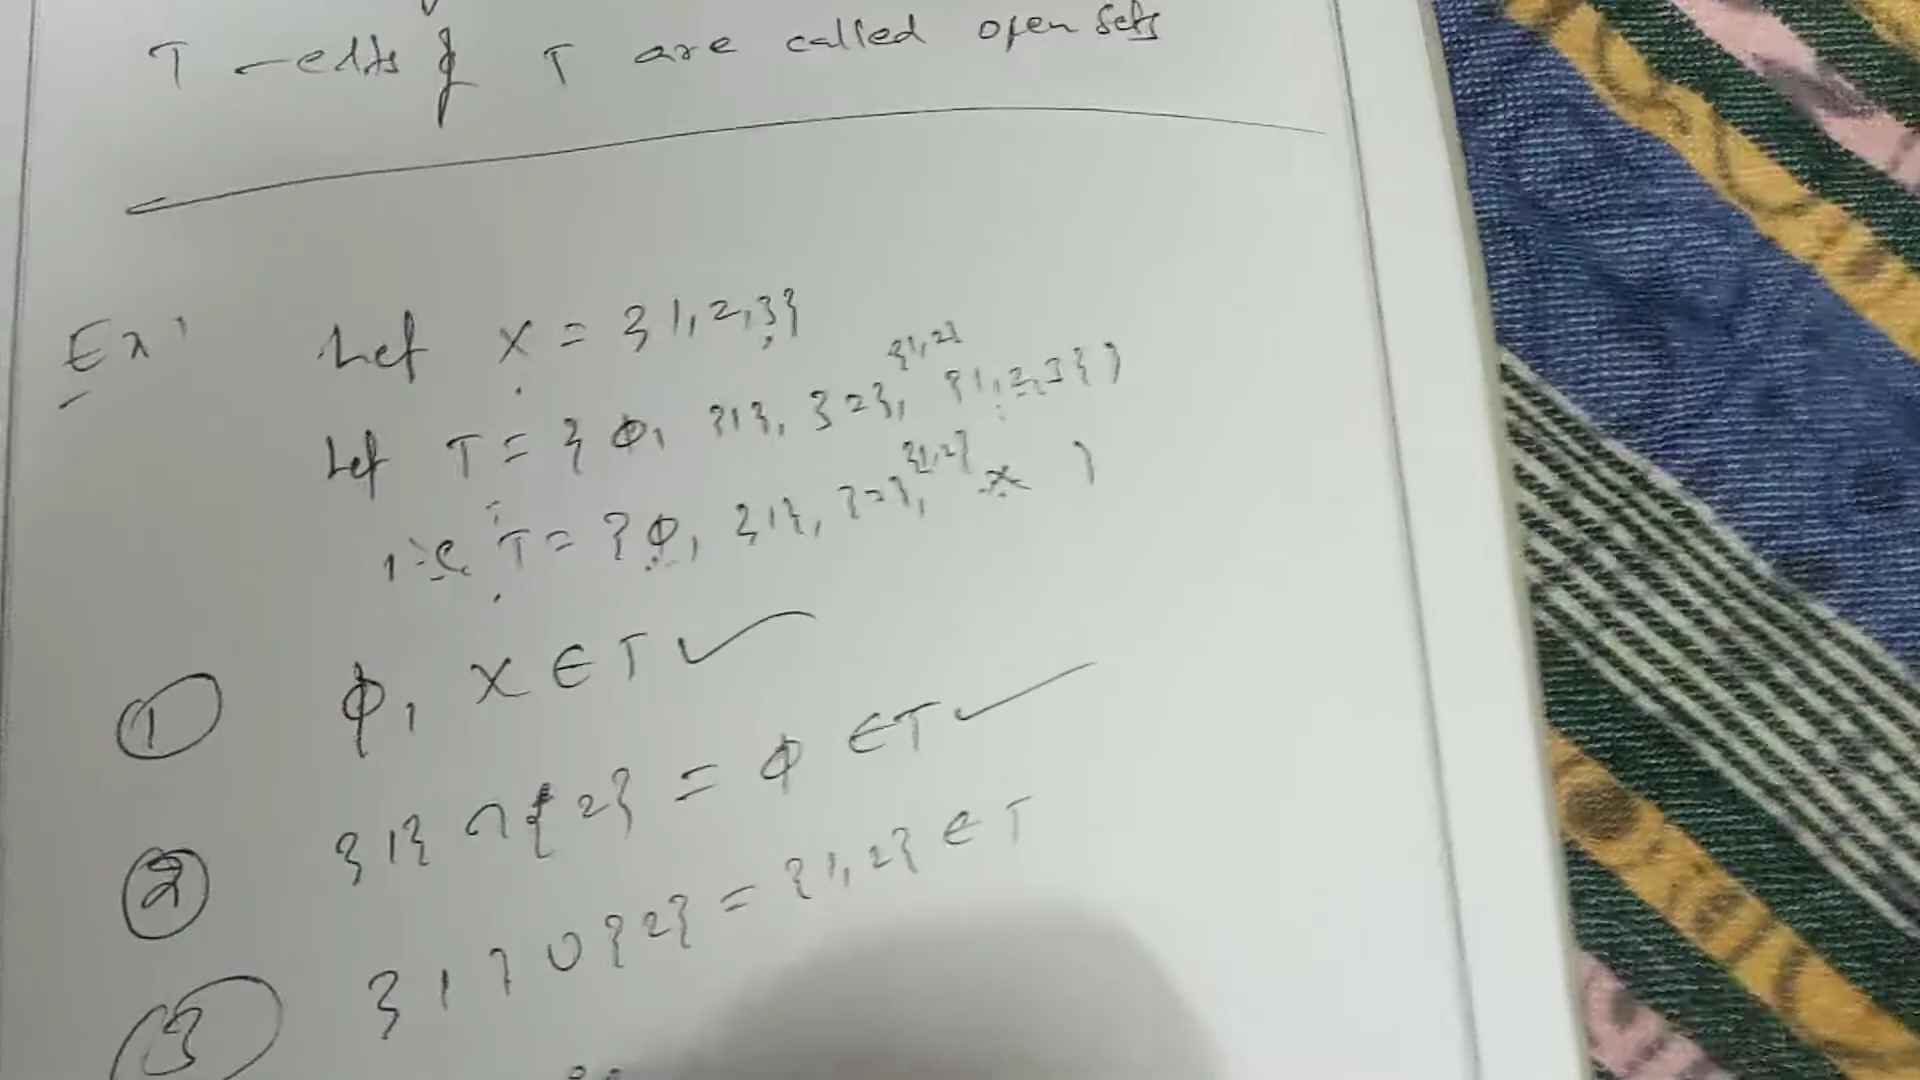 T - elts of T are called open sets
Ex: Let X = {1,2,3}
{1,2}
Let T = { ϕ, {1}, {2}, {1,2,3} }
{1,2}
i.e. T = { ϕ, {1}, {2}, X }
① ϕ, X ∈ T ✓
② {1} ∩ {2} = ϕ ∈ T ✓
③ {1} ∪ {2} = {1,2} ∈ T